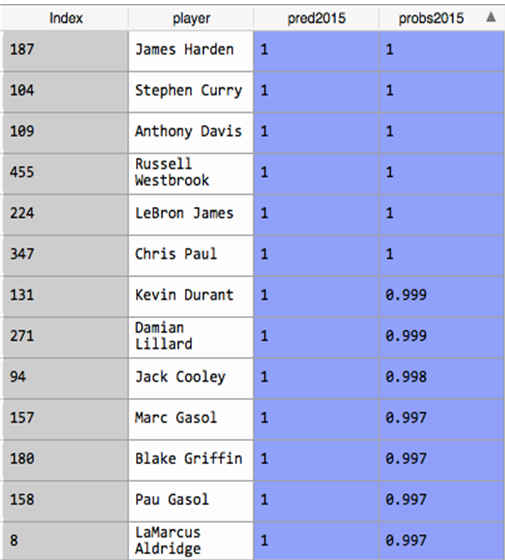 Index player pred2015 probs2015 ▲
187 James Harden 1 1
104 Stephen Curry 1 1
109 Anthony Davis 1 1
455 Russell Westbrook 1 1
224 LeBron James 1 1
347 Chris Paul 1 1
131 Kevin Durant 1 0.999
271 Damian Lillard 1 0.999
94 Jack Cooley 1 0.998
157 Marc Gasol 1 0.997
180 Blake Griffin 1 0.997
158 Pau Gasol 1 0.997
8 LaMarcus Aldridge 1 0.997